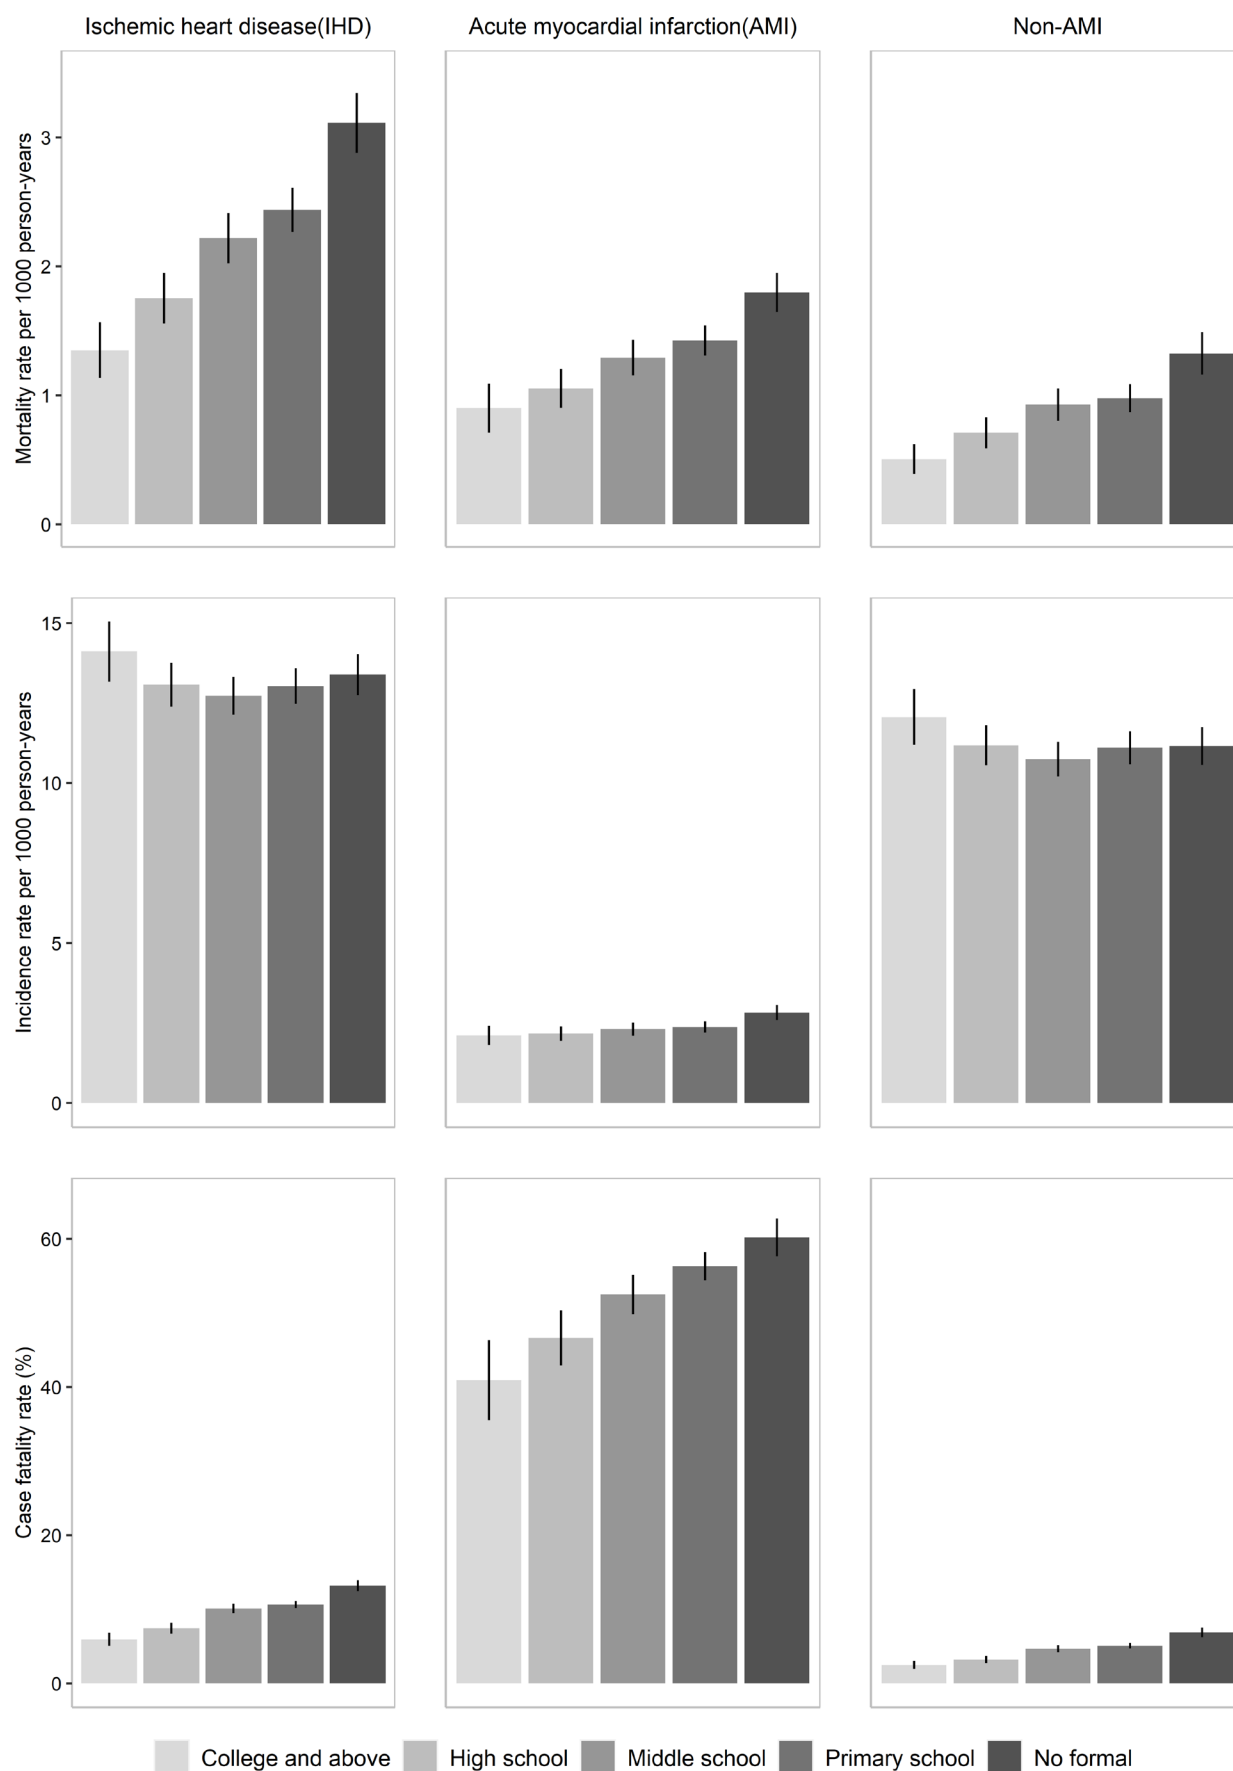 Ischemic heart disease(IHD) Acute myocardial infarction(AMI) Non-AMI
Mortality rate per 1000 person-years
3
2
1
0
Incidence rate per 1000 person-years
15
10
5
0
Case fatality rate (%)
60
40
20
0
College and above High school Middle school Primary school No formal